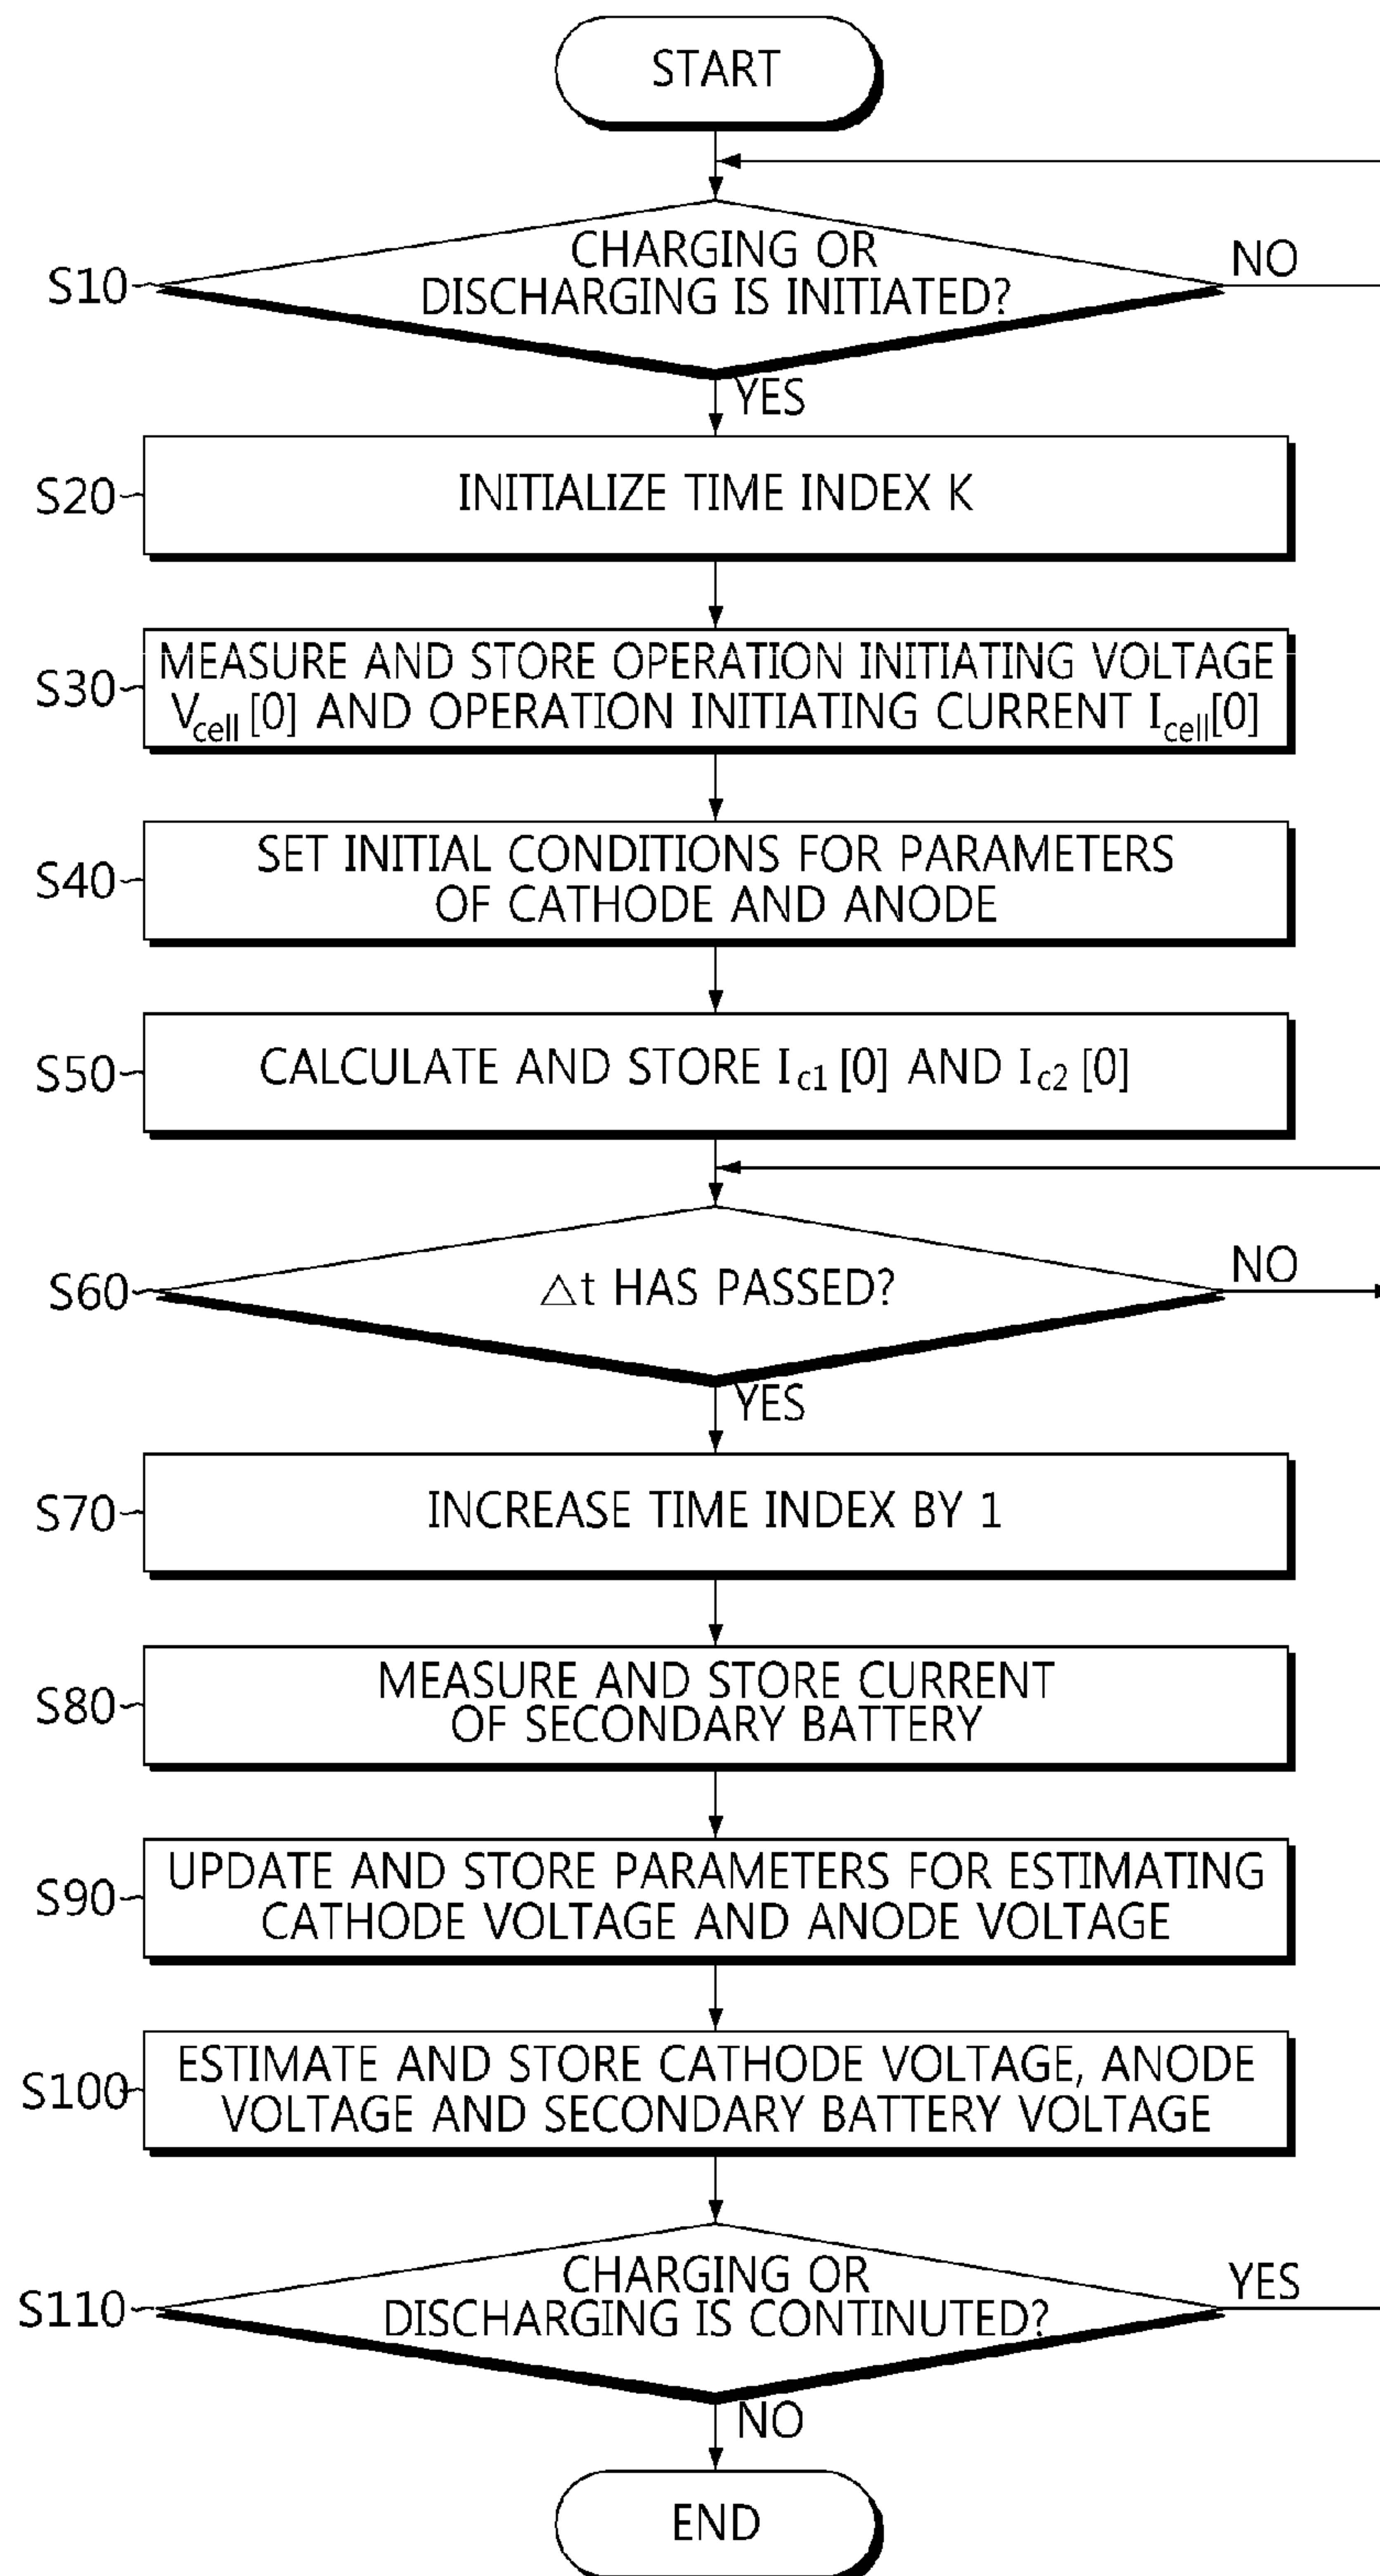 START
CHARGING OR
DISCHARGING IS INITIATED?
NO
S10
YES
INITIALIZE TIME INDEX K
S20
MEASURE AND STORE OPERATION INITIATING VOLTAGE
Vcell [0] AND OPERATION INITIATING CURRENT Icell[0]
S30
SET INITIAL CONDITIONS FOR PARAMETERS
OF CATHODE AND ANODE
S40
CALCULATE AND STORE Ic1 [0] AND Ic2 [0]
S50
△t HAS PASSED?
NO
S60
YES
INCREASE TIME INDEX BY 1
S70
MEASURE AND STORE CURRENT
OF SECONDARY BATTERY
S80
UPDATE AND STORE PARAMETERS FOR ESTIMATING
CATHODE VOLTAGE AND ANODE VOLTAGE
S90
ESTIMATE AND STORE CATHODE VOLTAGE, ANODE
VOLTAGE AND SECONDARY BATTERY VOLTAGE
S100
CHARGING OR
DISCHARGING IS CONTINUTED?
YES
S110
NO
END